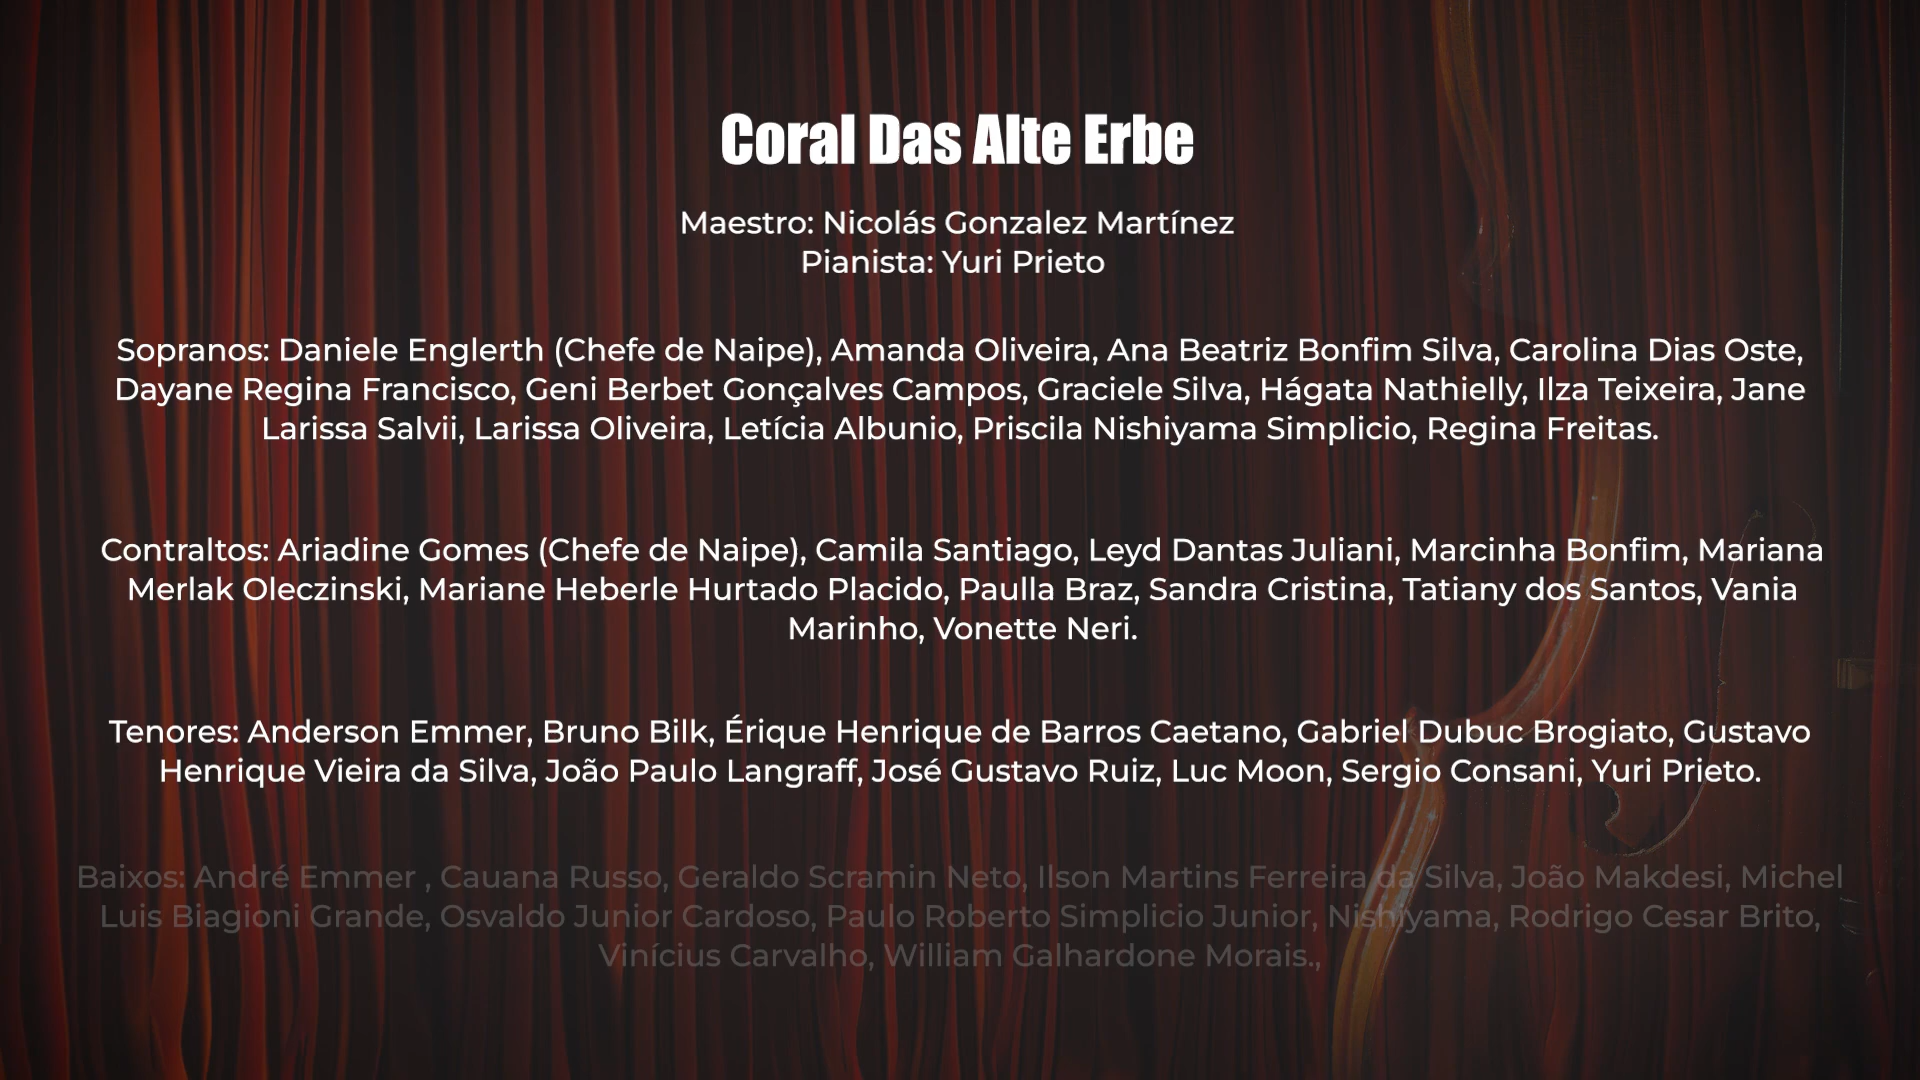 Coral Das Alte Erbe
Maestro: Nicolás Gonzalez Martínez
Pianista: Yuri Prieto
Sopranos: Daniele Englerth (Chefe de Naipe), Amanda Oliveira, Ana Beatriz Bonfim Silva, Carolina Dias Oste,
Dayane Regina Francisco, Geni Berbet Gonçalves Campos, Graciele Silva, Hágata Nathielly, Ilza Teixeira, Jane
Larissa Salvii, Larissa Oliveira, Letícia Albunio, Priscila Nishiyama Simplicio, Regina Freitas.
Contraltos: Ariadine Gomes (Chefe de Naipe), Camila Santiago, Leyd Dantas Juliani, Marcinha Bonfim, Mariana
Merlak Oleczinski, Mariane Heberle Hurtado Placido, Paulla Braz, Sandra Cristina, Tatiany dos Santos, Vania
Marinho, Vonette Neri.
Tenores: Anderson Emmer, Bruno Bilk, Érique Henrique de Barros Caetano, Gabriel Dubuc Brogiato, Gustavo
Henrique Vieira da Silva, João Paulo Langraff, José Gustavo Ruiz, Luc Moon, Sergio Consani, Yuri Prieto.
Baixos: André Emmer , Cauana Russo, Geraldo Scramin Neto, Ilson Martins Ferreira da Silva, João Makdesi, Michel
Luis Biagioni Grande, Osvaldo Junior Cardoso, Paulo Roberto Simplicio Junior, Nishiyama, Rodrigo Cesar Brito,
Vinícius Carvalho, William Galhardone Morais.,